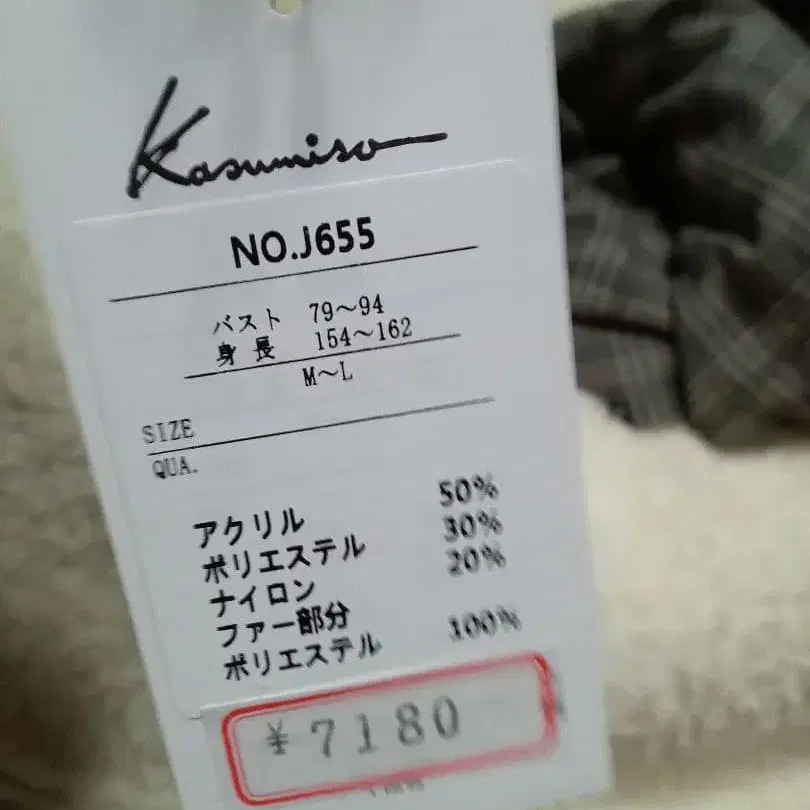 Kasumiso
NO.J655
バスト 79〜94
身長 154〜162
M〜L
SIZE
QUA.
アクリル 50%
ポリエステル 30%
ナイロン 20%
ファー部分
ポリエステル 100%
¥7180